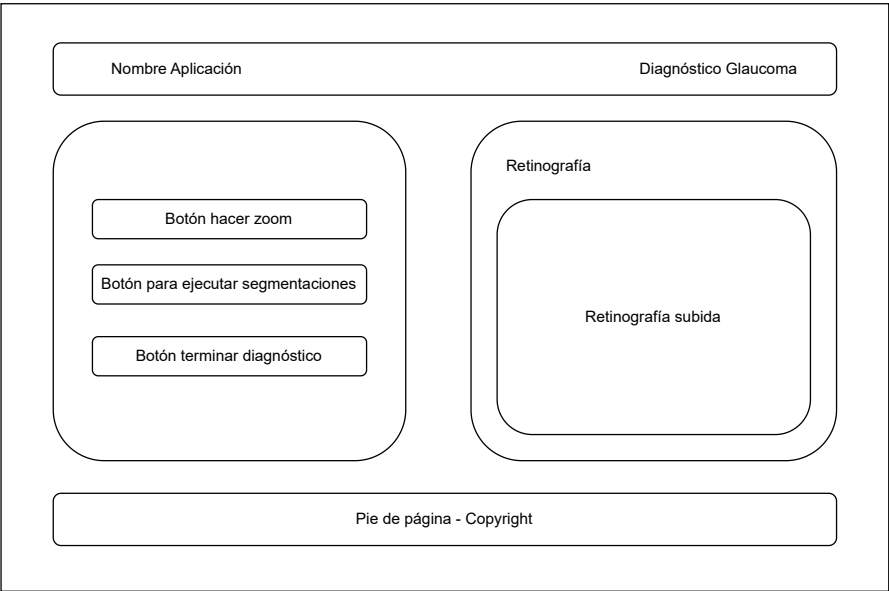 Nombre Aplicación
Diagnóstico Glaucoma
Botón hacer zoom
Botón para ejecutar segmentaciones
Botón terminar diagnóstico
Retinografía
Retinografía subida
Pie de página - Copyright